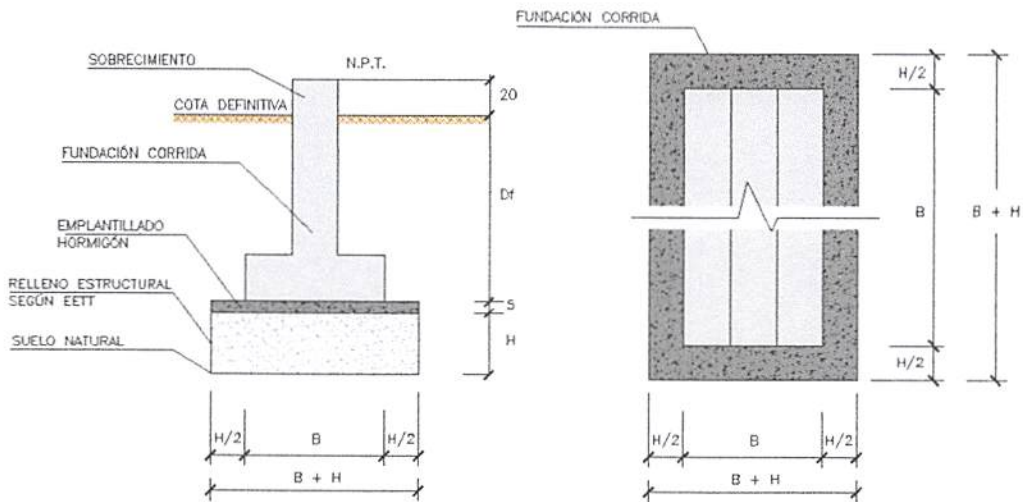 SOBRECIMIENTO
N.P.T.
COTA DEFINITIVA
20
FUNDACIÓN CORRIDA
Df
EMPLANTILLADO
HORMIGÓN
RELLENO ESTRUCTURAL
SEGÚN EETT
5
H
SUELO NATURAL
H/2
B
H/2
B + H
FUNDACIÓN CORRIDA
H/2
B
B + H
H/2
H/2
B
H/2
B + H